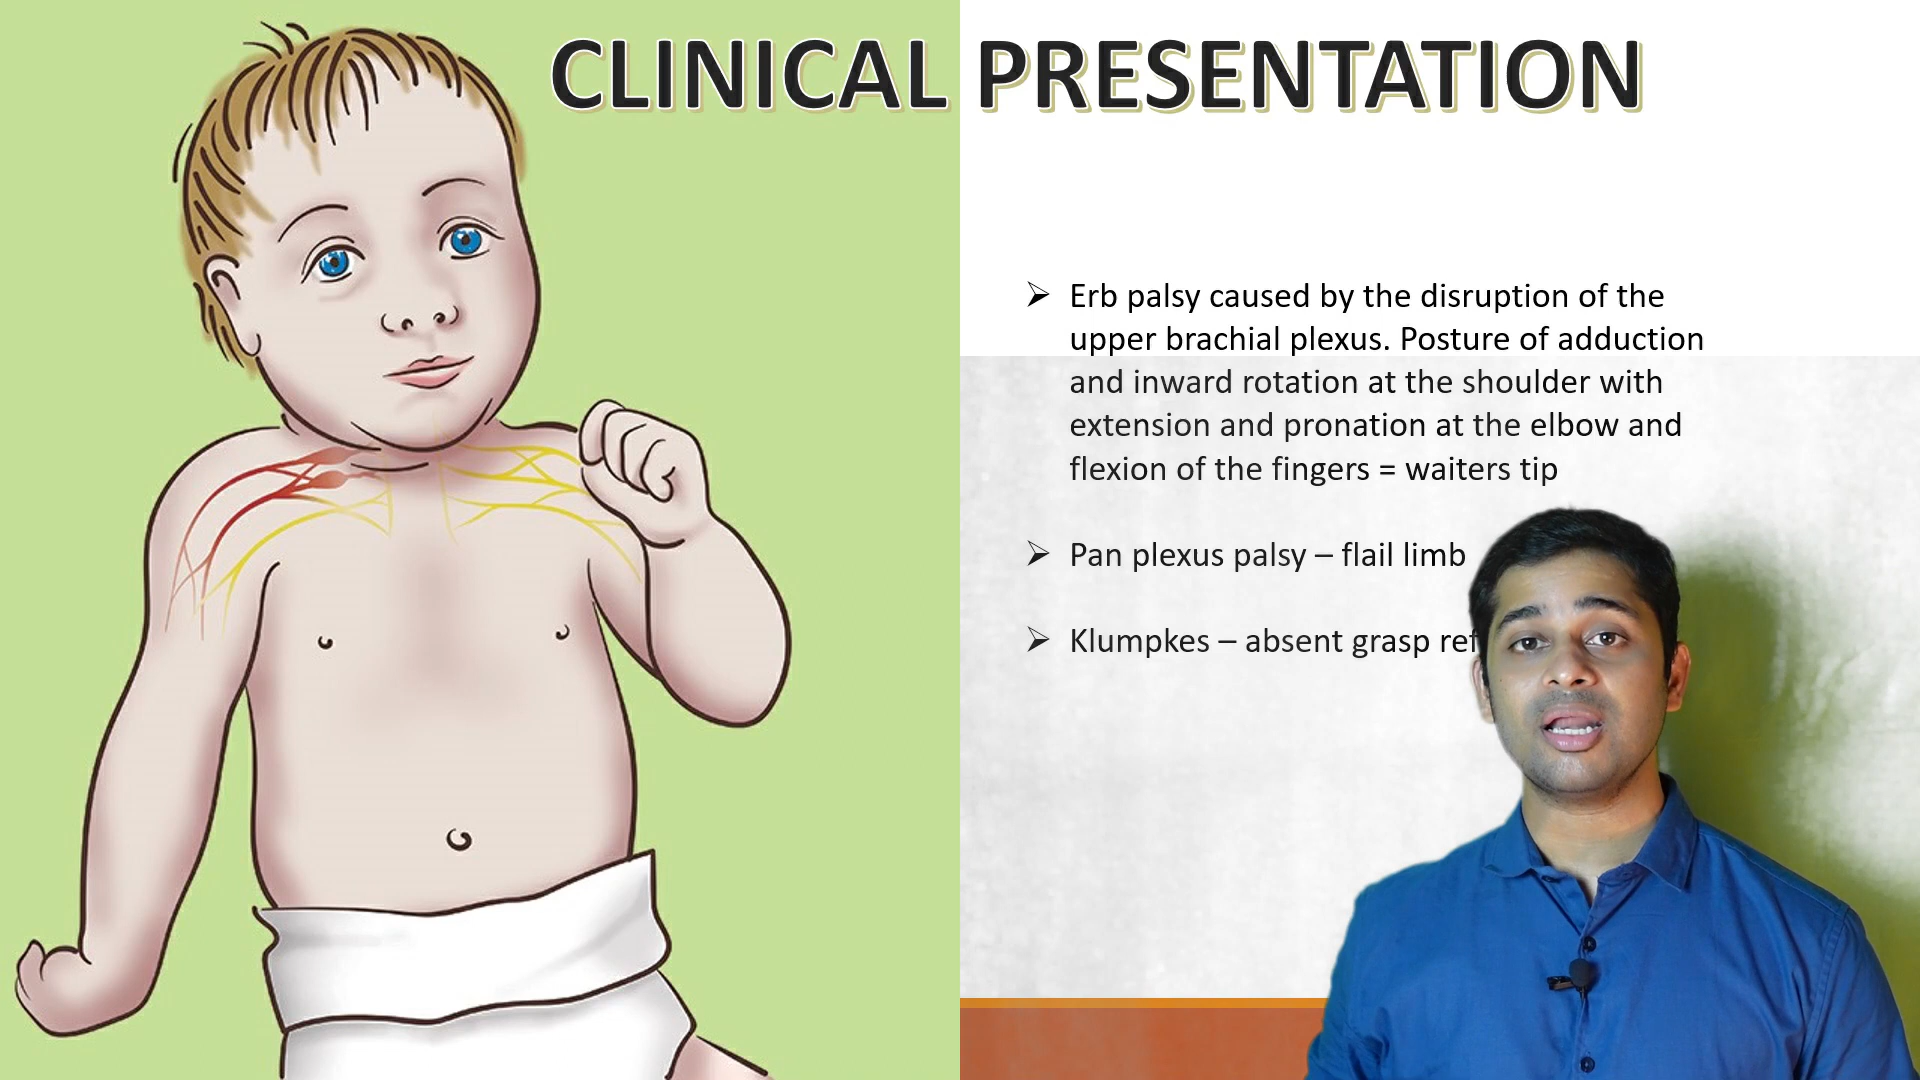 CLINICAL PRESENTATION
➢ Erb palsy caused by the disruption of the
upper brachial plexus. Posture of adduction
and inward rotation at the shoulder with
extension and pronation at the elbow and
flexion of the fingers = waiters tip
➢ Pan plexus palsy – flail limb
➢ Klumpkes – absent grasp